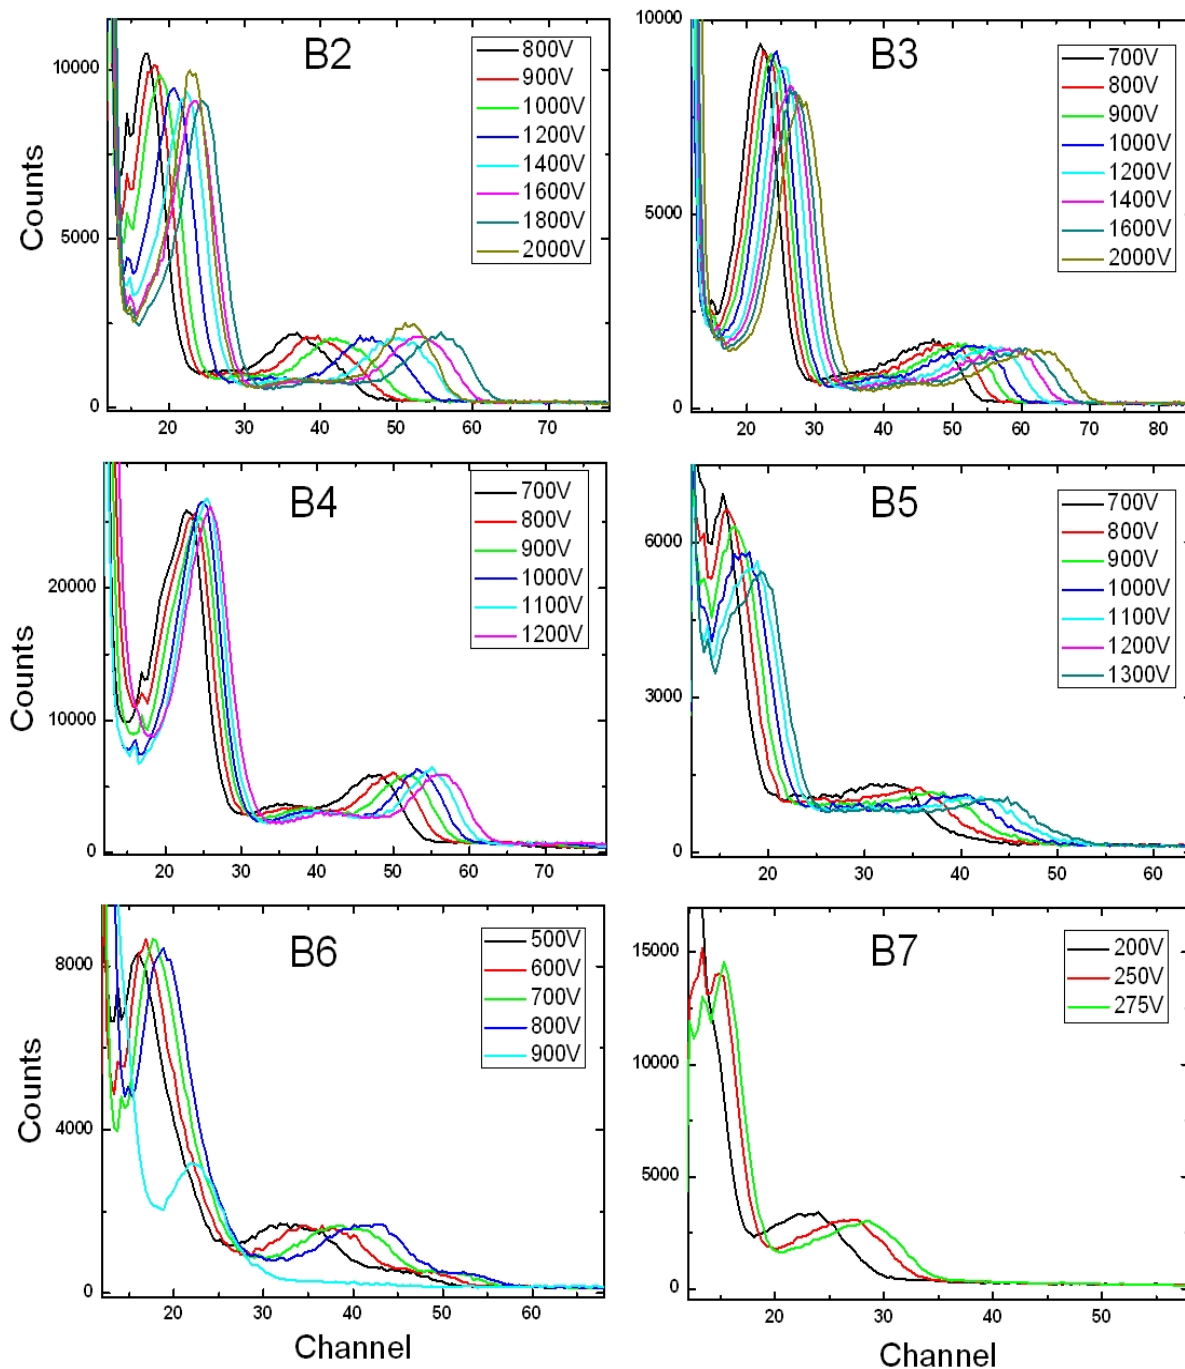 B2
800V
900V
1000V
1200V
1400V
1600V
1800V
2000V
10000
5000
0
Counts
20 30 40 50 60 70
B3
700V
800V
900V
1000V
1200V
1400V
1600V
2000V
10000
5000
0
20 30 40 50 60 70 80
B4
700V
800V
900V
1000V
1100V
1200V
20000
10000
0
Counts
20 30 40 50 60 70
B5
700V
800V
900V
1000V
1100V
1200V
1300V
6000
3000
0
20 30 40 50 60
B6
500V
600V
700V
800V
900V
8000
4000
0
Counts
20 30 40 50 60
Channel
B7
200V
250V
275V
15000
10000
5000
0
20 30 40 50
Channel